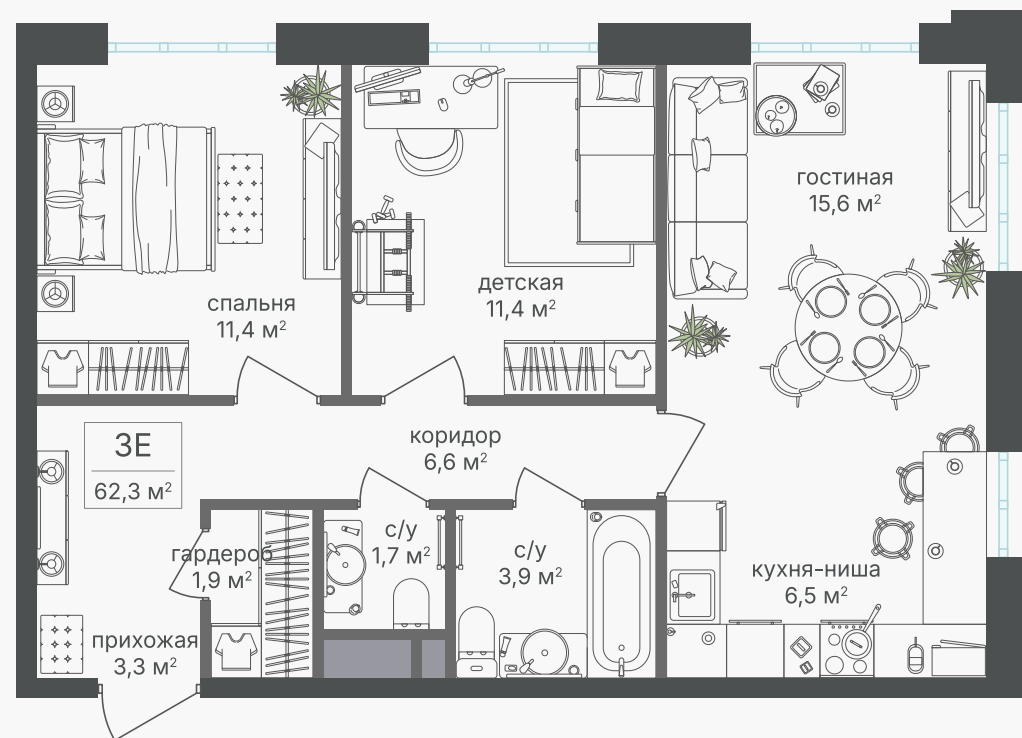 гостиная
15,6 м²
детская
11,4 м²
спальня
11,4 м²
3Е
62,3 м²
коридор
6,6 м²
гардероб
1,9 м²
с/у
1,7 м²
с/у
3,9 м²
кухня-ниша
6,5 м²
прихожая
3,3 м²